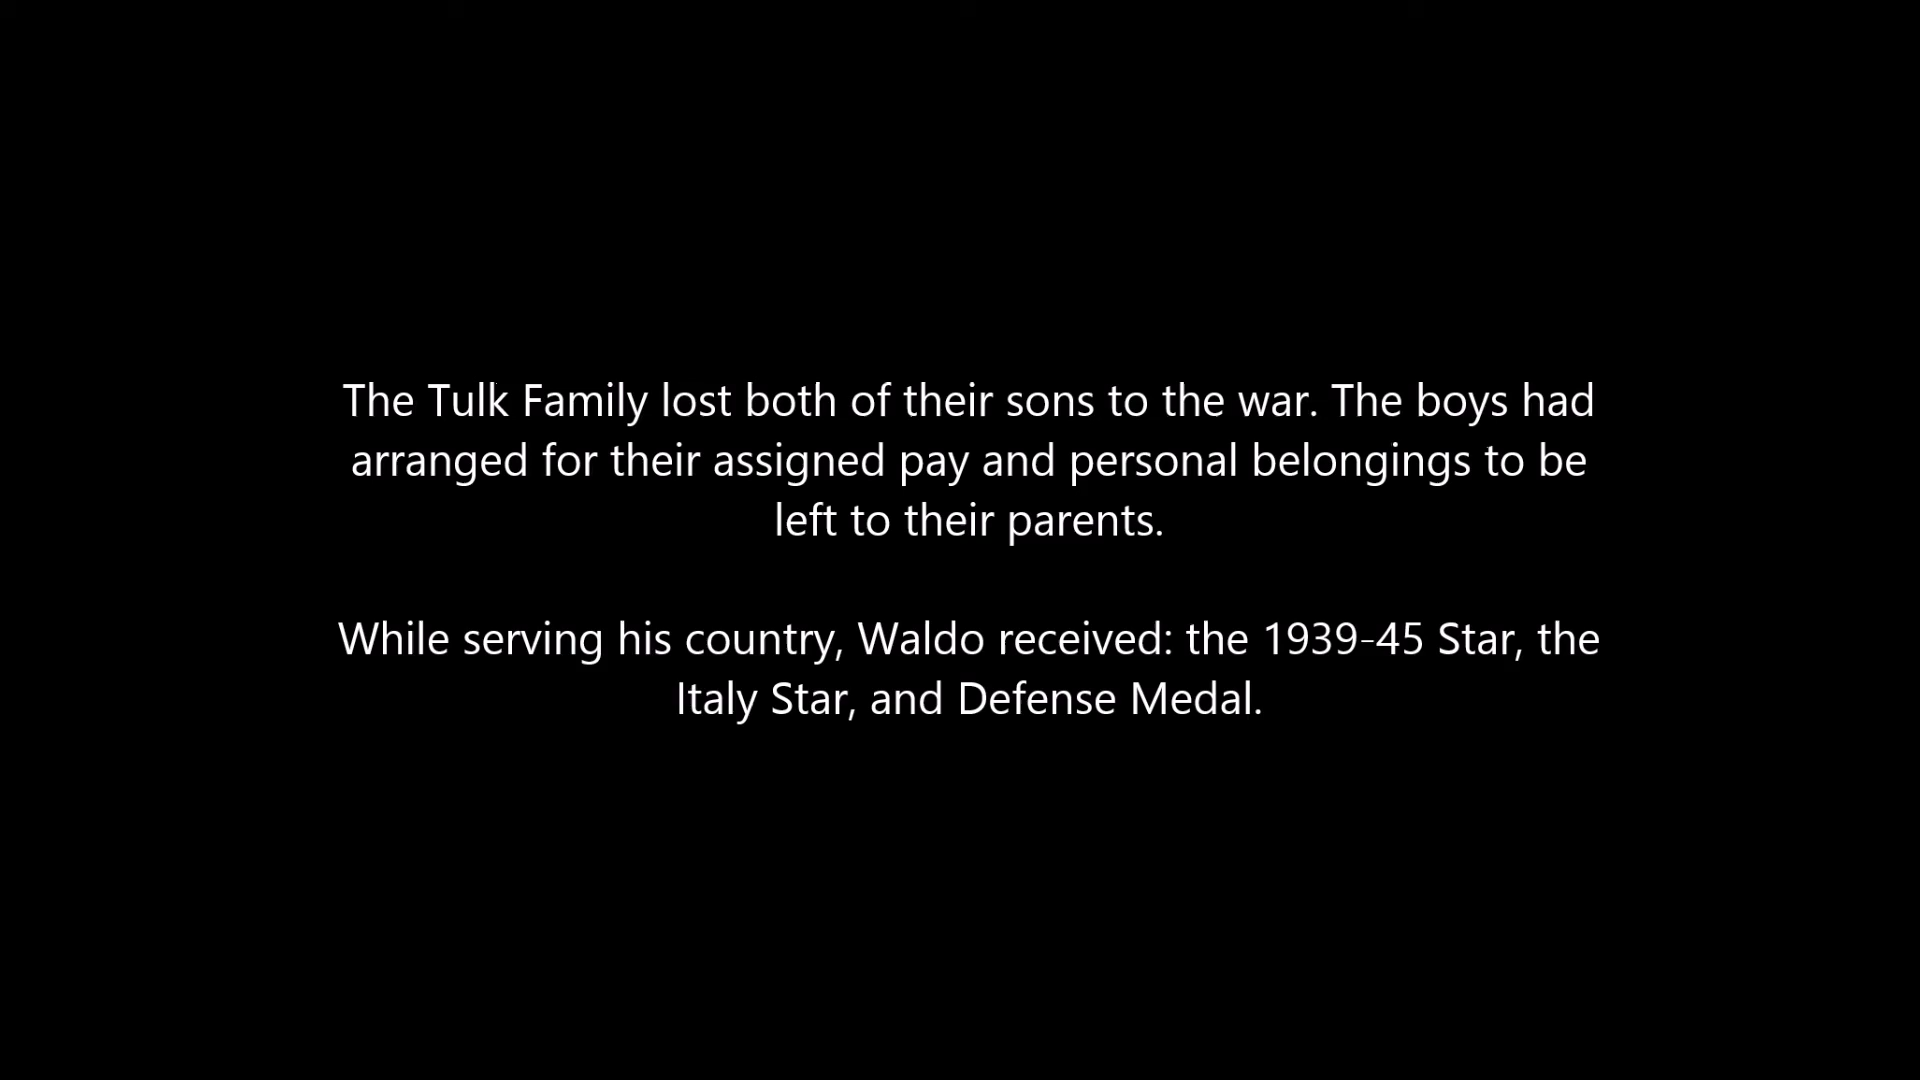 The Tulk Family lost both of their sons to the war. The boys had
arranged for their assigned pay and personal belongings to be
left to their parents.
While serving his country, Waldo received: the 1939-45 Star, the
Italy Star, and Defense Medal.